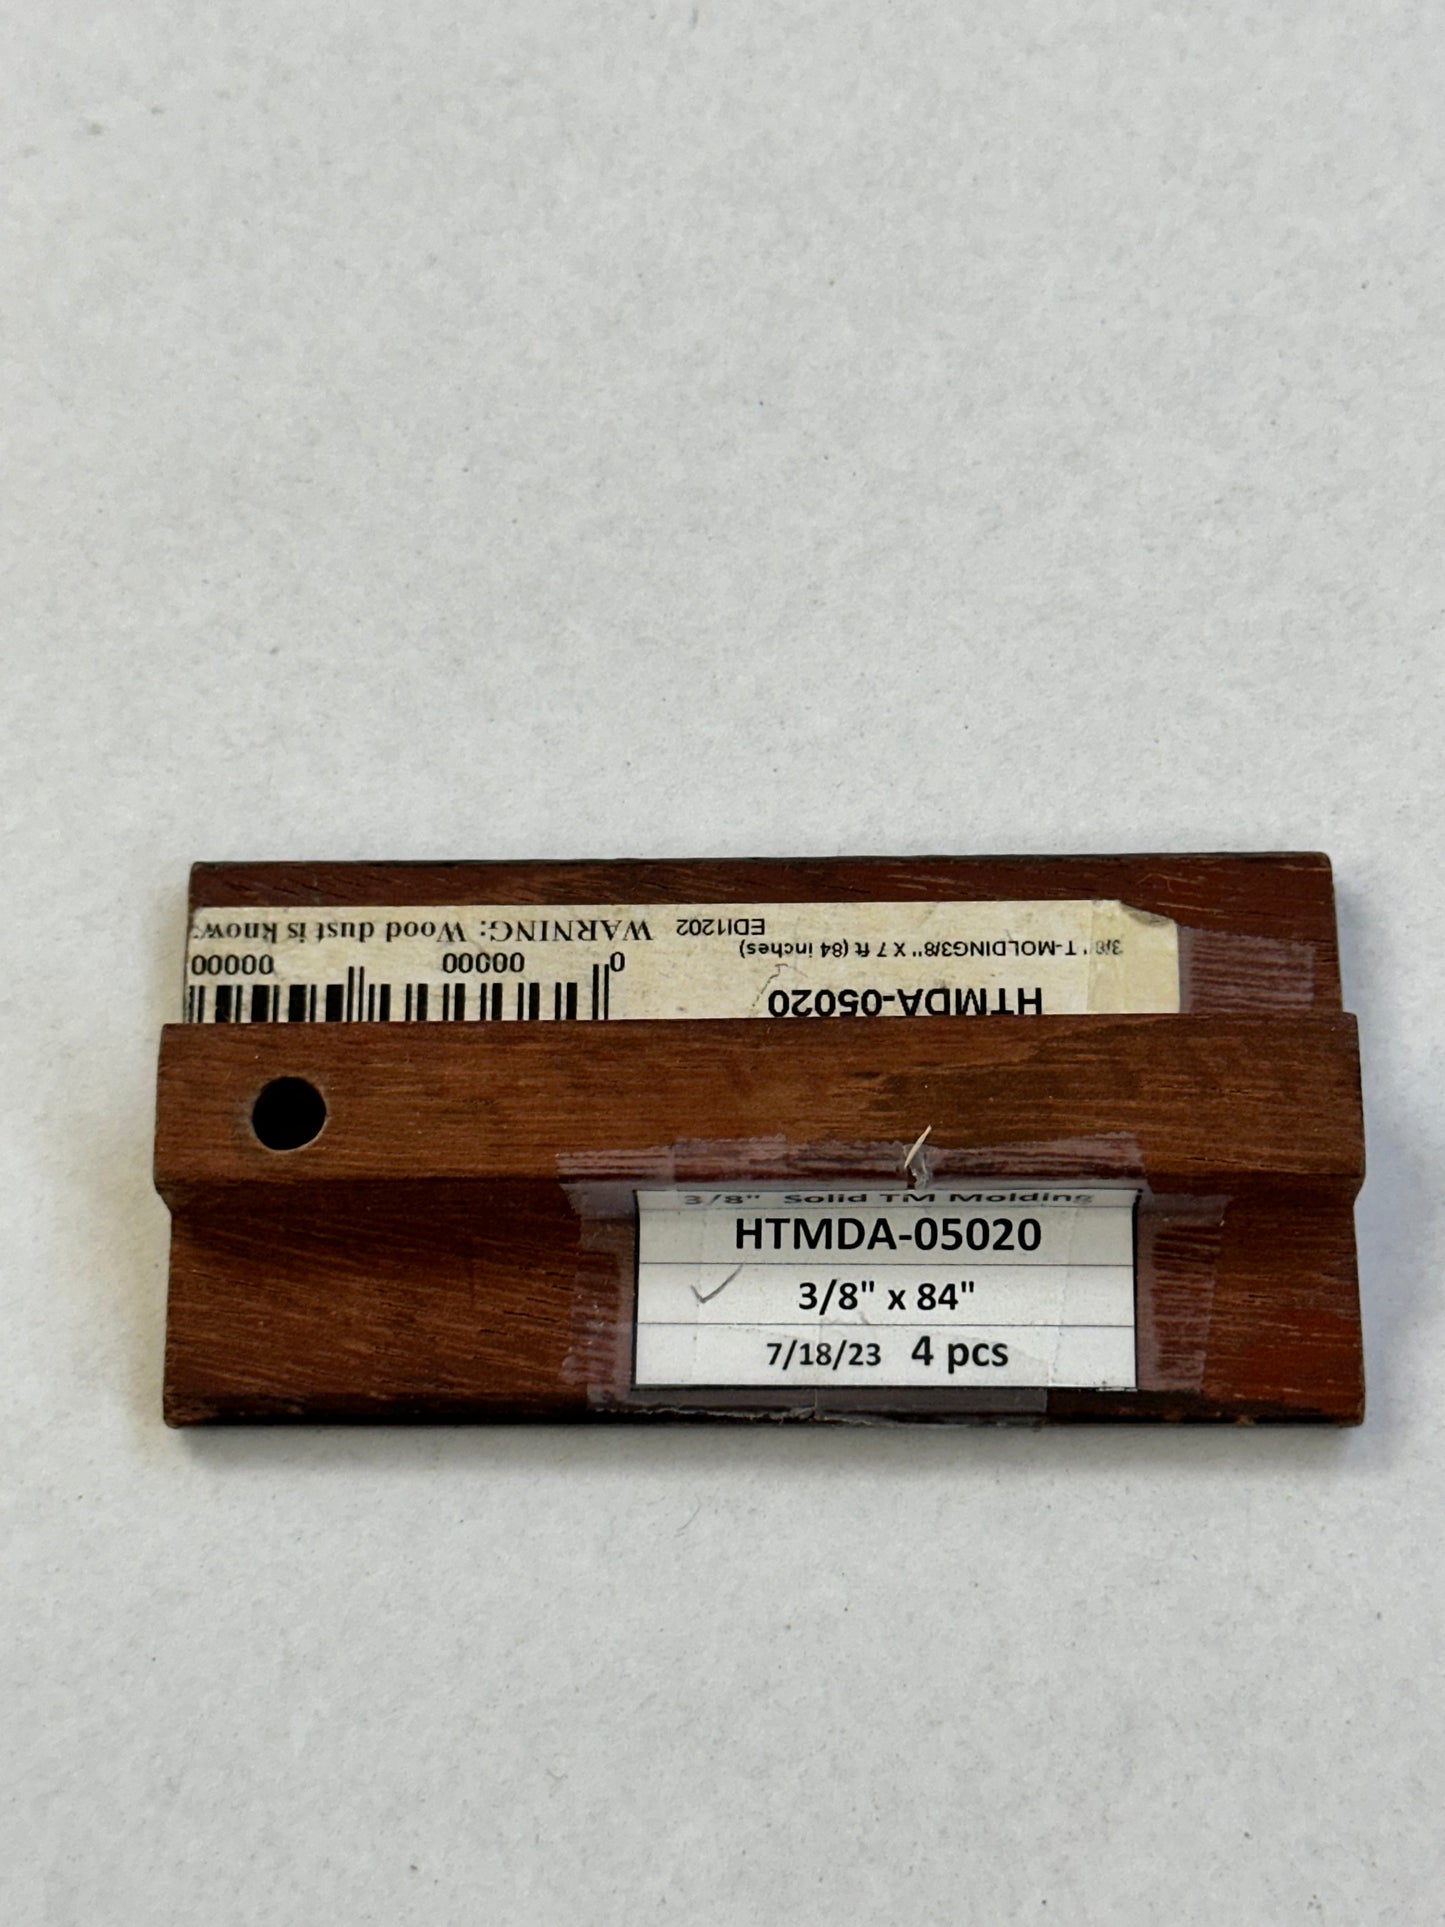 WARNING: Wood dust is know
EDI1202
3/8" T-MOLDING3/8" X 7 ft (84 inches)
0 00000 00000
HTMDA-05020
3/8" Solid TM Molding
HTMDA-05020
3/8" x 84"
7/18/23 4 pcs